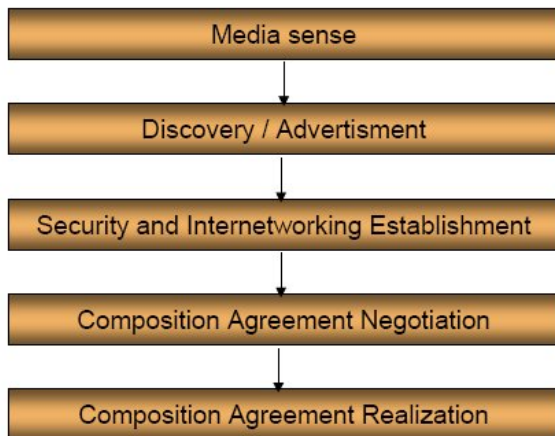 Media sense
Discovery / Advertisment
Security and Internetworking Establishment
Composition Agreement Negotiation
Composition Agreement Realization